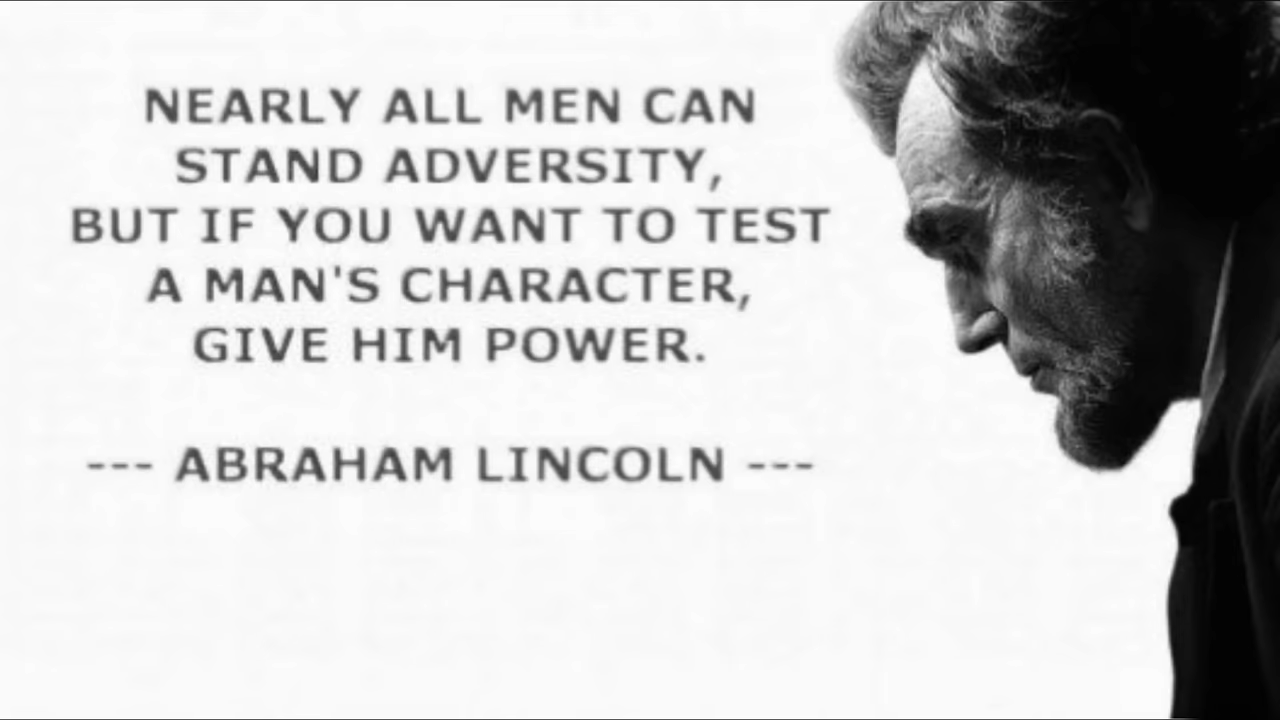 NEARLY ALL MEN CAN
STAND ADVERSITY,
BUT IF YOU WANT TO TEST
A MAN'S CHARACTER,
GIVE HIM POWER.
--- ABRAHAM LINCOLN ---